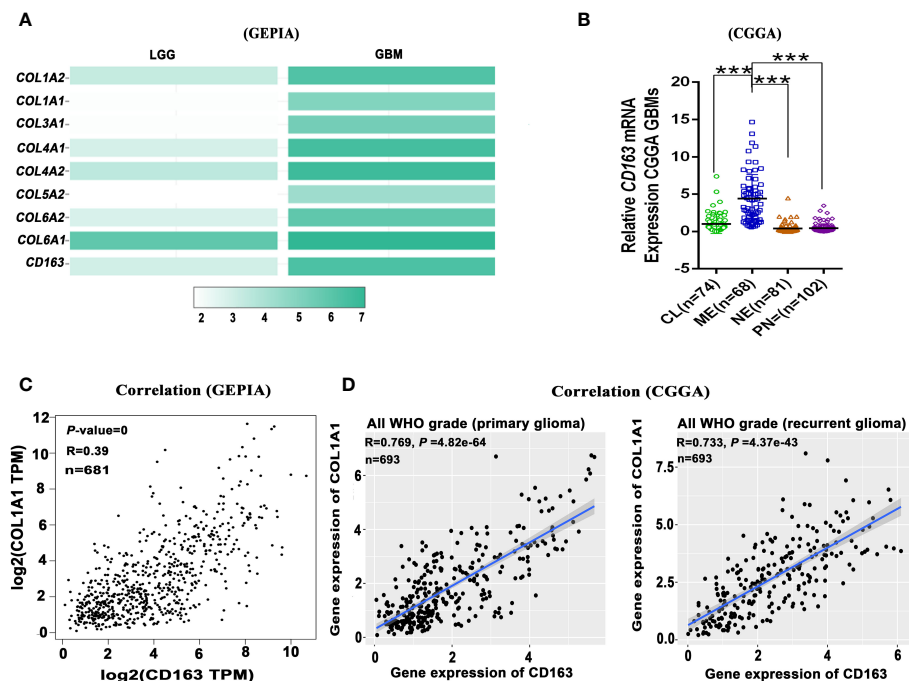 A
(GEPIA)
LGG GBM
COL1A2
COL1A1
COL3A1
COL4A1
COL4A2
COL5A2
COL6A2
COL6A1
CD163
2 3 4 5 6 7
B
(CGGA)
*** *** ***
Relative CD163 mRNA
Expression CGGA GBMs
20
15
10
5
0
-5
CL(n=74) ME(n=68) NE(n=81) PN=(n=102)
C
Correlation (GEPIA)
P-value=0
R=0.39
n=681
log2(COL1A1 TPM)
12
10
8
6
4
2
0
0 2 4 6 8 10
log2(CD163 TPM)
D
Correlation (CGGA)
All WHO grade (primary glioma)
R=0.769, P =4.82e-64
n=693
Gene expression of COL1A1
6
4
2
0
0 2 4
Gene expression of CD163
All WHO grade (recurrent glioma)
R=0.733, P =4.37e-43
n=693
Gene expression of COL1A1
7.5
5.0
2.5
0.0
0 2 4 6
Gene expression of CD163